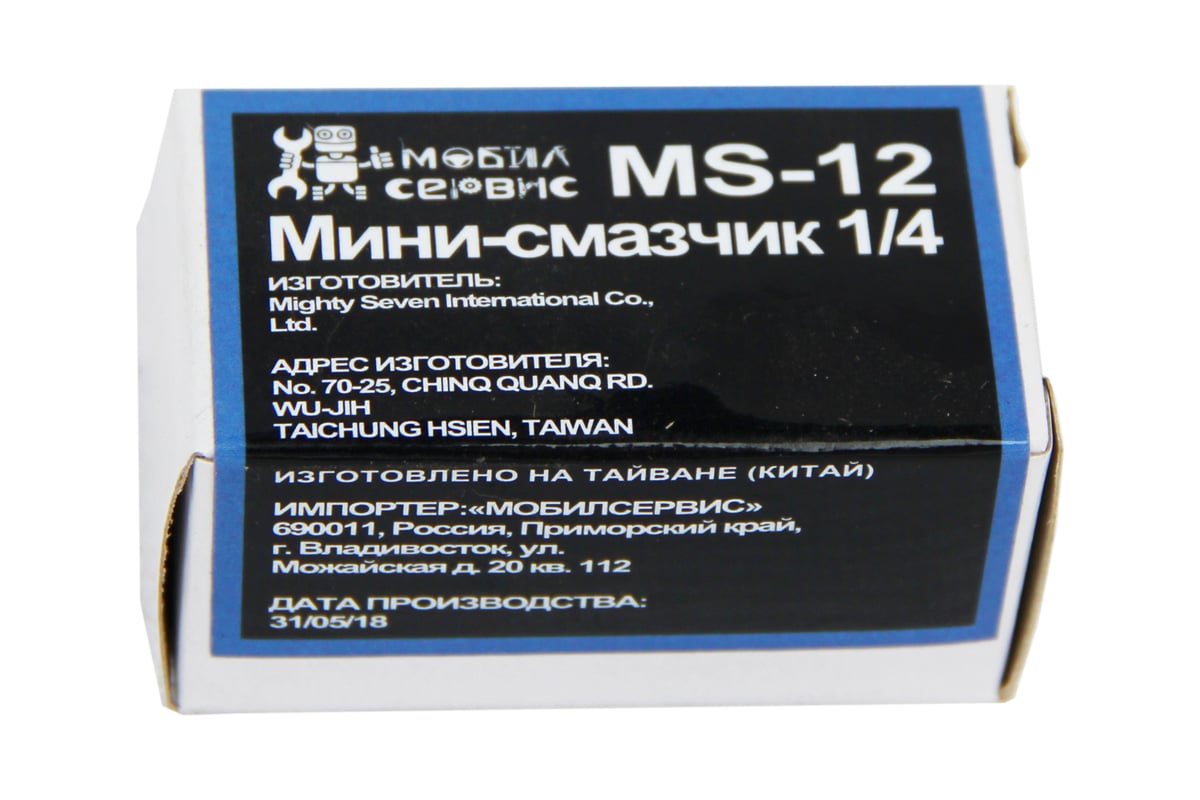 МОБИЛ
СЕРВИС
MS-12
Мини-смазчик 1/4
ИЗГОТОВИТЕЛЬ:
Mighty Seven International Co.,
Ltd.
АДРЕС ИЗГОТОВИТЕЛЯ:
No. 70-25, CHINQ QUANQ RD.
WU-JIH
TAICHUNG HSIEN, TAIWAN
ИЗГОТОВЛЕНО НА ТАЙВАНЕ (КИТАЙ)
ИМПОРТЕР:«МОБИЛСЕРВИС»
690011, Россия, Приморский край,
г. Владивосток, ул.
Можайская д. 20 кв. 112
ДАТА ПРОИЗВОДСТВА:
31/05/18